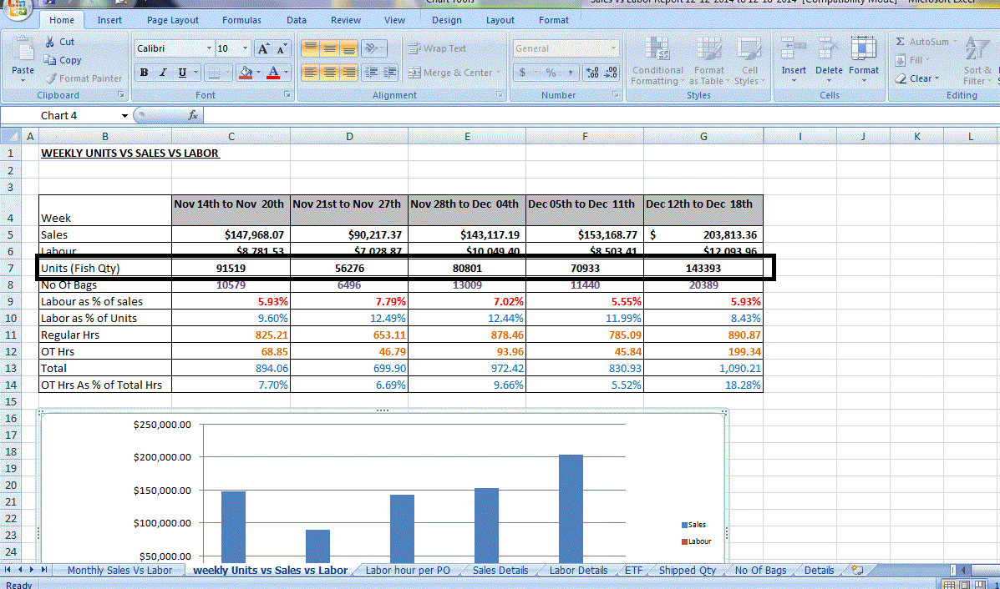 Chart Tools Sales vs Labor Report 12-12-2014 to 12-18-2014 [Compatibility Mode] - Microsoft Excel
Home Insert Page Layout Formulas Data Review View Design Layout Format
Cut
Copy
Format Painter
Paste
Clipboard
Calibri 10
B I U
Font
Wrap Text
Merge & Center
Alignment
General
$ % ,
Number
Conditional Formatting
Format as Table
Cell Styles
Styles
Insert Delete Format
Cells
Σ AutoSum
Fill
Clear
Sort & Filter
Editing
Chart 4 fx
A B C D E F G I J K L
1 WEEKLY UNITS VS SALES VS LABOR
2
3
4 Week Nov 14th to Nov 20th Nov 21st to Nov 27th Nov 28th to Dec 04th Dec 05th to Dec 11th Dec 12th to Dec 18th
5 Sales $147,968.07 $90,217.37 $143,117.19 $153,168.77 $ 203,813.36
6 Labour $8,781.53 $7,028.87 $10,049.40 $8,503.41 $12,093.96
7 Units (Fish Qty) 91519 56276 80801 70933 143393
8 No Of Bags 10579 6496 13009 11440 20389
9 Labour as % of sales 5.93% 7.79% 7.02% 5.55% 5.93%
10 Labor as % of Units 9.60% 12.49% 12.44% 11.99% 8.43%
11 Regular Hrs 825.21 653.11 878.46 785.09 890.87
12 OT Hrs 68.85 46.79 93.96 45.84 199.34
13 Total 894.06 699.90 972.42 830.93 1,090.21
14 OT Hrs As % of Total Hrs 7.70% 6.69% 9.66% 5.52% 18.28%
15
16
17
18
19
20
21
22
23
24
$250,000.00
$200,000.00
$150,000.00
$100,000.00
$50,000.00
Sales
Labour
Monthly Sales Vs Labor weekly Units vs Sales vs Labor Labor hour per PO Sales Details Labor Details ETF Shipped Qty No Of Bags Details
Ready